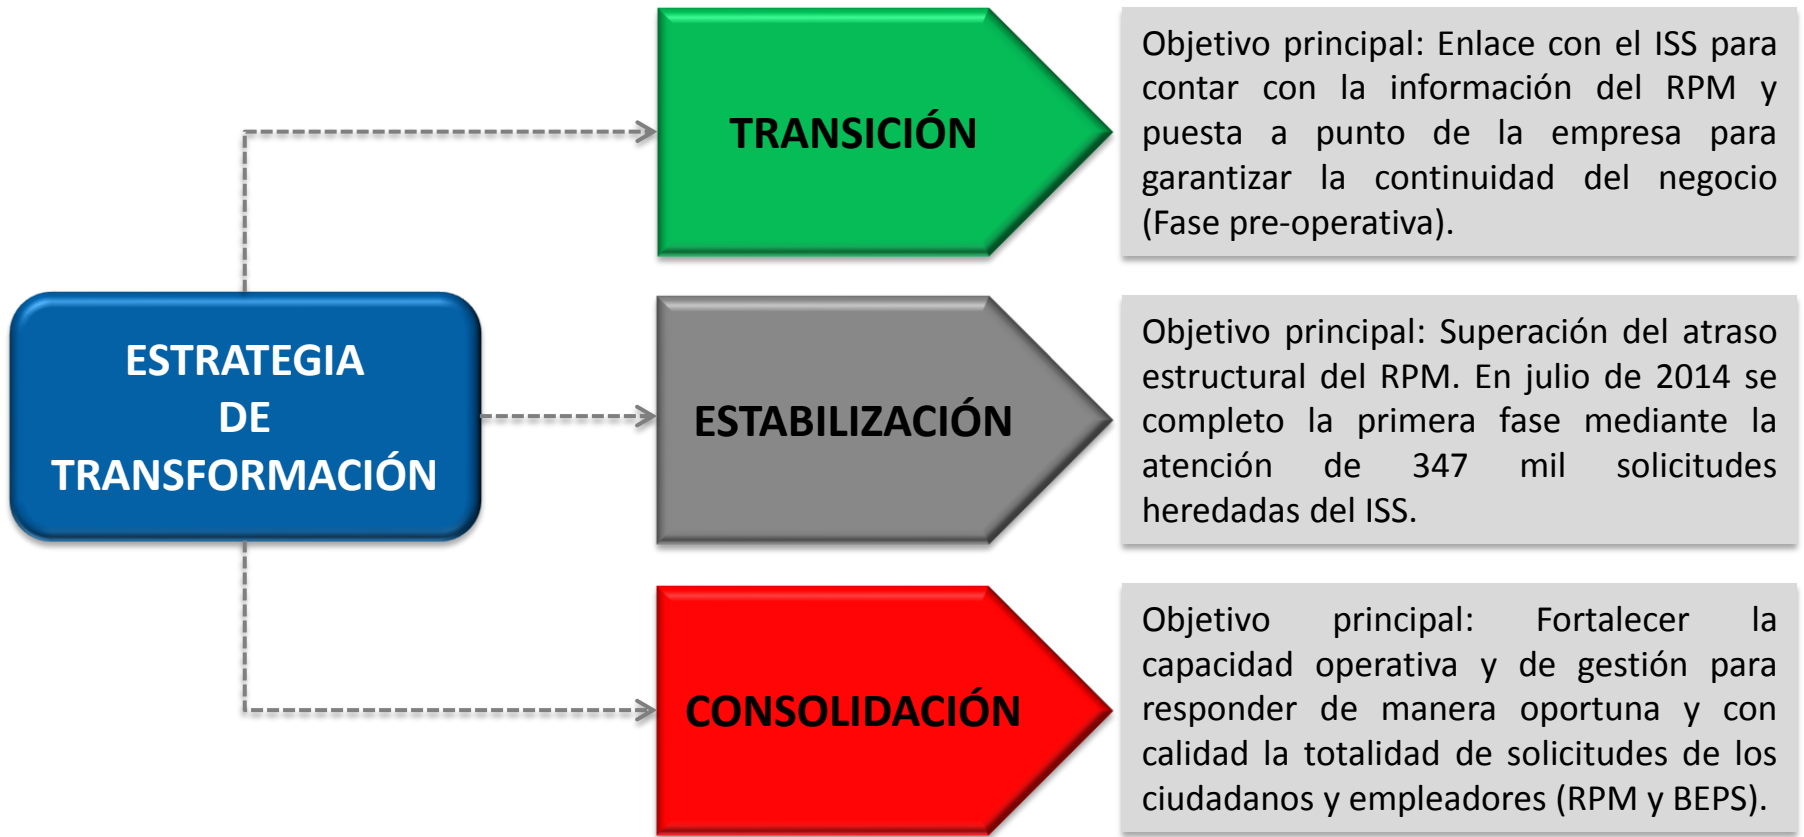 TRANSICIÓN
Objetivo principal: Enlace con el ISS para
contar con la información del RPM y
puesta a punto de la empresa para
garantizar la continuidad del negocio
(Fase pre-operativa).
ESTRATEGIA
DE
TRANSFORMACIÓN
ESTABILIZACIÓN
Objetivo principal: Superación del atraso
estructural del RPM. En julio de 2014 se
completo la primera fase mediante la
atención de 347 mil solicitudes
heredadas del ISS.
CONSOLIDACIÓN
Objetivo principal: Fortalecer la
capacidad operativa y de gestión para
responder de manera oportuna y con
calidad la totalidad de solicitudes de los
ciudadanos y empleadores (RPM y BEPS).